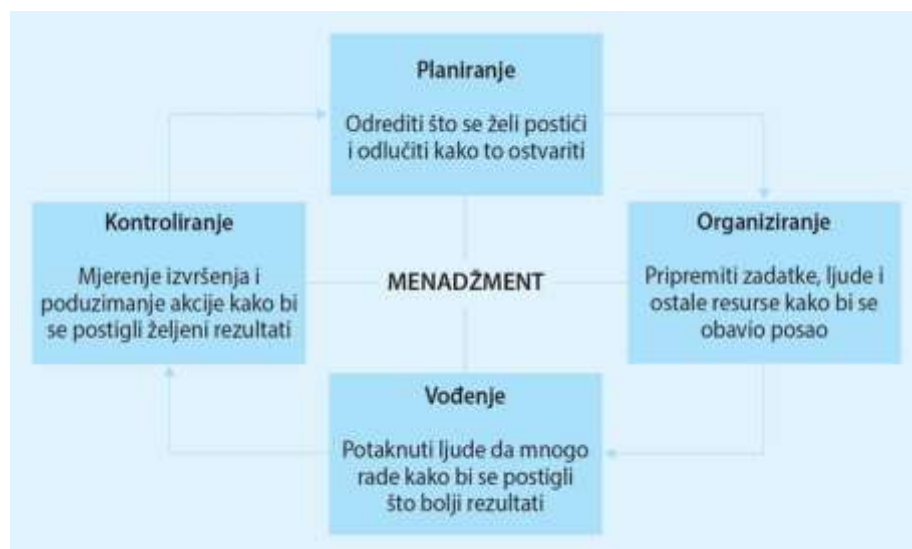 Planiranje
Odrediti što se želi postići
i odlučiti kako to ostvariti
Kontroliranje
Mjerenje izvršenja i
poduzimanje akcije kako bi
se postigli željeni rezultati
MENADŽMENT
Organiziranje
Pripremiti zadatke, ljude i
ostale resurse kako bi se
obavio posao
Vođenje
Potaknuti ljude da mnogo
rade kako bi se postigli
što bolji rezultati